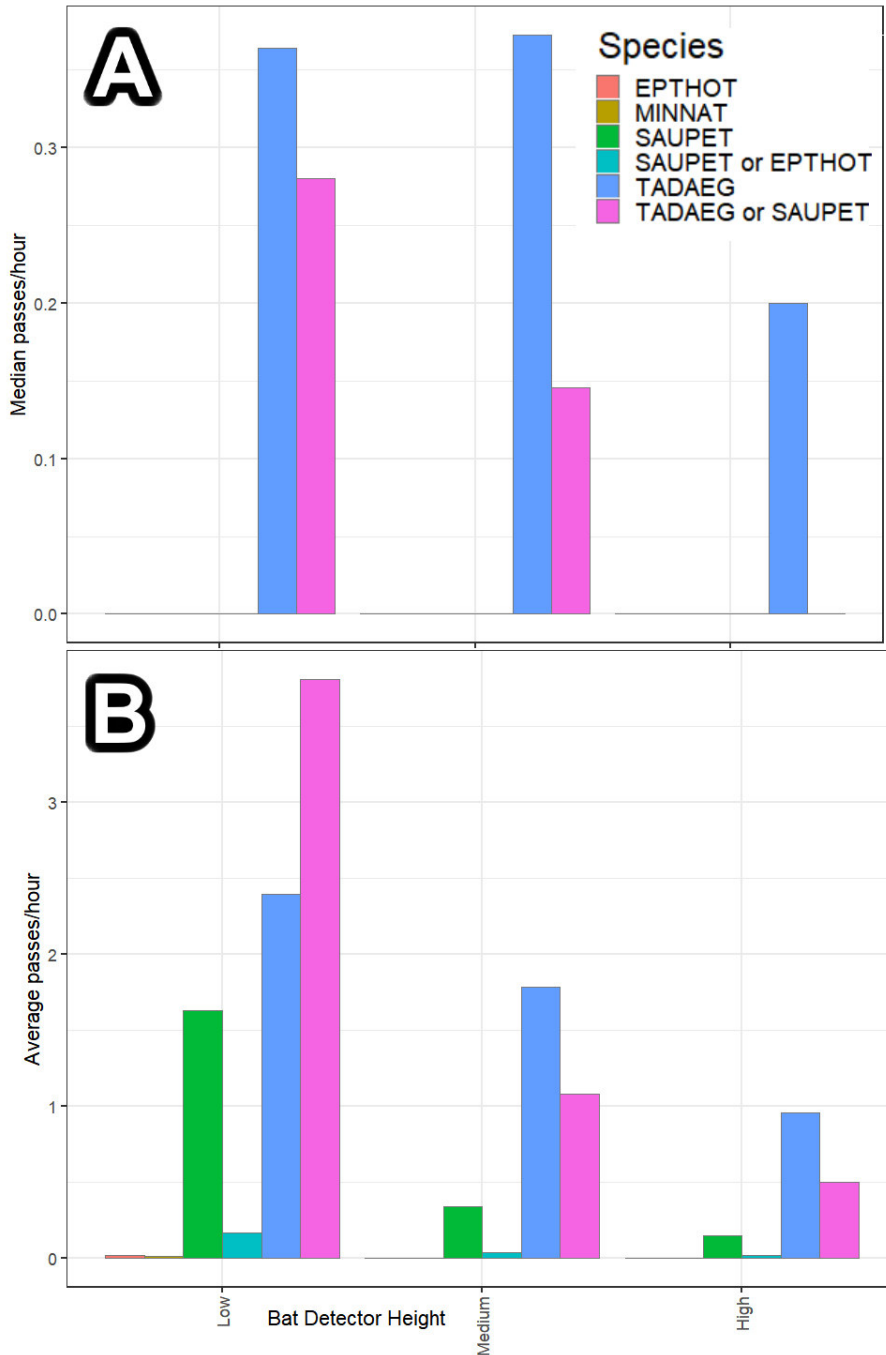 A
Species
EPTHOT
MINNAT
SAUPET
SAUPET or EPTHOT
TADAEG
TADAEG or SAUPET
Median passes/hour
0.3
0.2
0.1
0.0
B
Average passes/hour
3
2
1
0
Low
Medium
High
Bat Detector Height